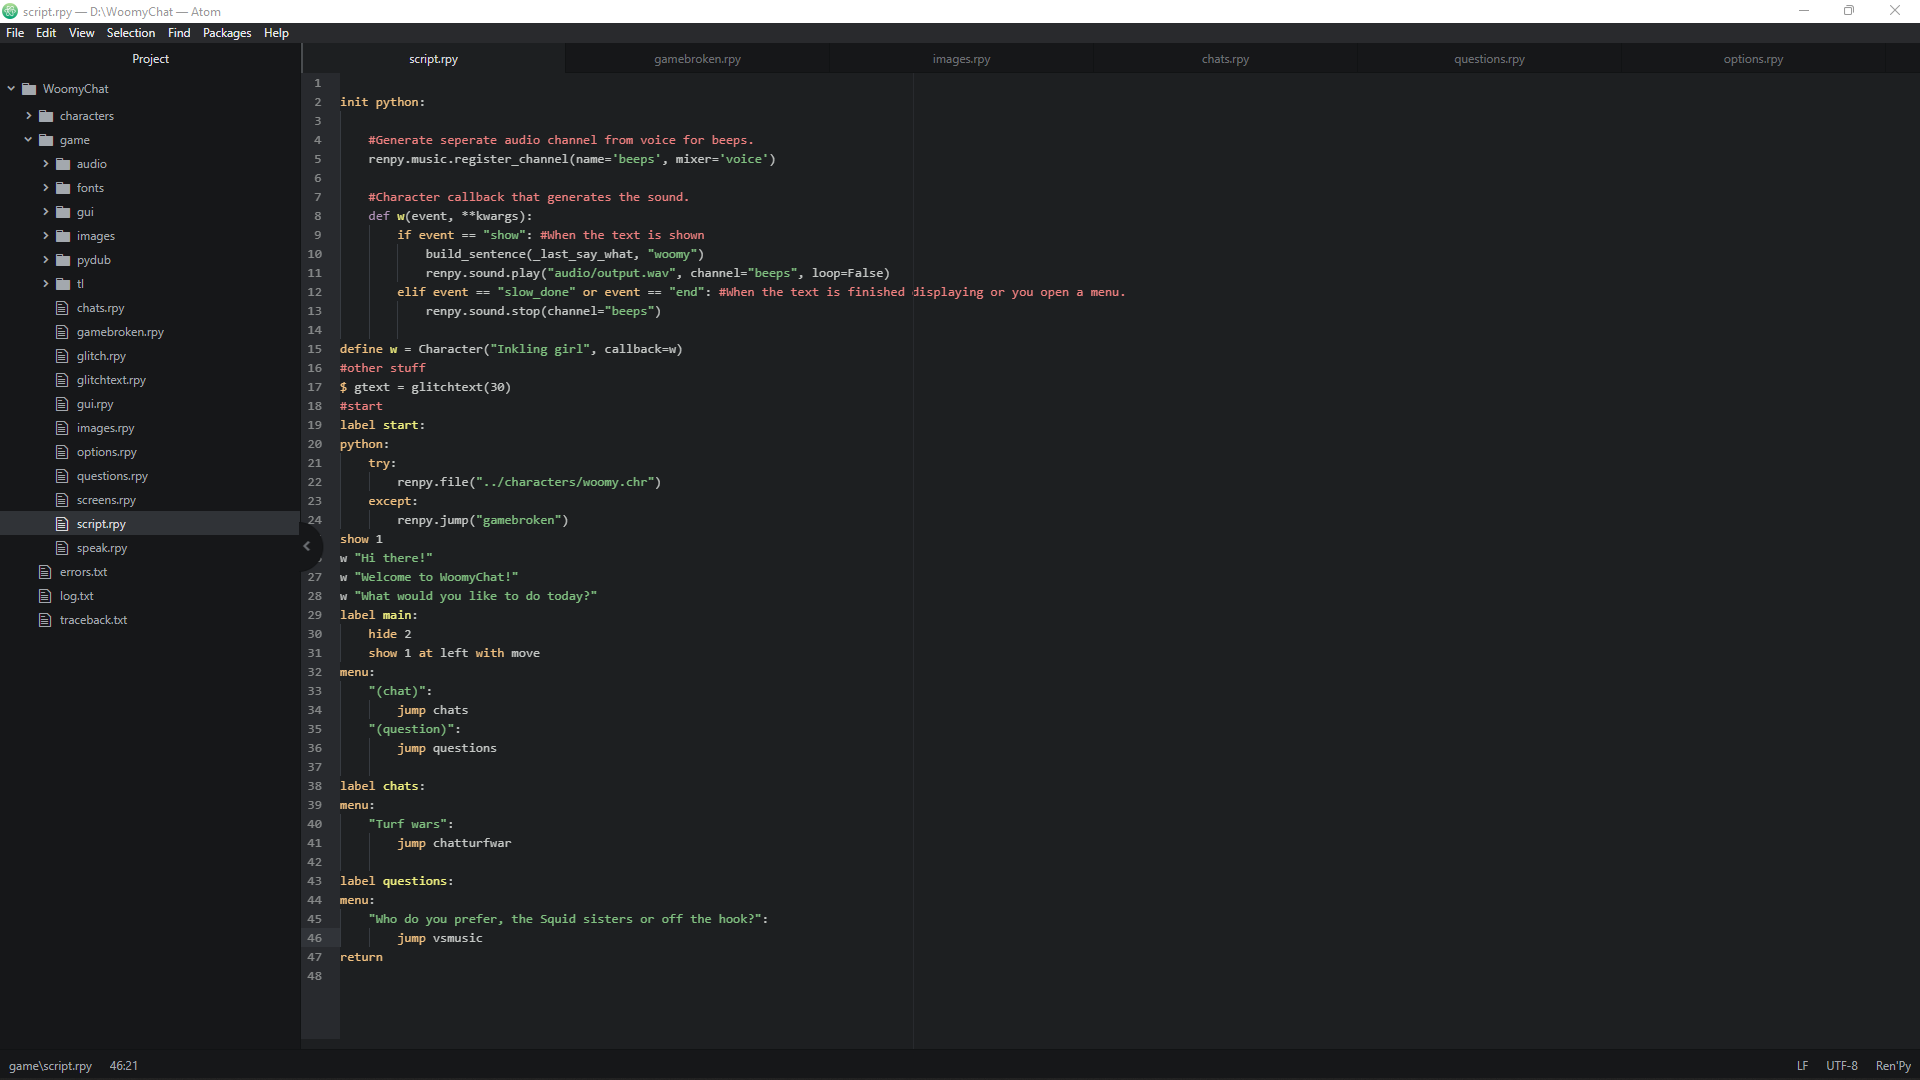 script.rpy — D:\WoomyChat — Atom
File Edit View Selection Find Packages Help
Project
script.rpy gamebroken.rpy images.rpy chats.rpy questions.rpy options.rpy
WoomyChat
characters
game
audio
fonts
gui
images
pydub
tl
chats.rpy
gamebroken.rpy
glitch.rpy
glitchtext.rpy
gui.rpy
images.rpy
options.rpy
questions.rpy
screens.rpy
script.rpy
speak.rpy
errors.txt
log.txt
traceback.txt
1
2 init python:
3
4 #Generate seperate audio channel from voice for beeps.
5 renpy.music.register_channel(name='beeps', mixer='voice')
6
7 #Character callback that generates the sound.
8 def w(event, **kwargs):
9 if event == "show": #When the text is shown
10 build_sentence(_last_say_what, "woomy")
11 renpy.sound.play("audio/output.wav", channel="beeps", loop=False)
12 elif event == "slow_done" or event == "end": #When the text is finished displaying or you open a menu.
13 renpy.sound.stop(channel="beeps")
14
15 define w = Character("Inkling girl", callback=w)
16 #other stuff
17 $ gtext = glitchtext(30)
18 #start
19 label start:
20 python:
21 try:
22 renpy.file("../characters/woomy.chr")
23 except:
24 renpy.jump("gamebroken")
show 1
w "Hi there!"
27 w "Welcome to WoomyChat!"
28 w "What would you like to do today?"
29 label main:
30 hide 2
31 show 1 at left with move
32 menu:
33 "(chat)":
34 jump chats
35 "(question)":
36 jump questions
37
38 label chats:
39 menu:
40 "Turf wars":
41 jump chatturfwar
42
43 label questions:
44 menu:
45 "Who do you prefer, the Squid sisters or off the hook?":
46 jump vsmusic
47 return
48
game\script.rpy 46:21 LF UTF-8 Ren'Py